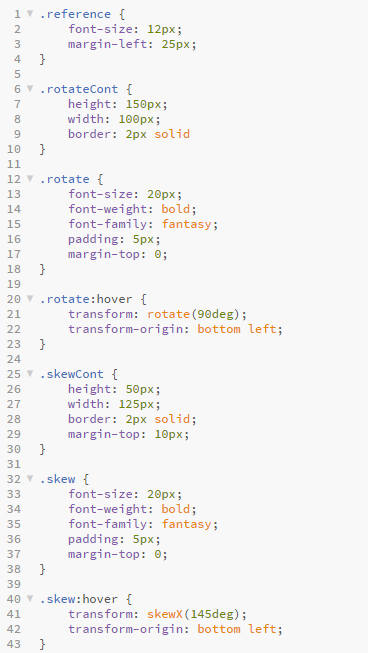 1 .reference {
2 font-size: 12px;
3 margin-left: 25px;
4 }
5
6 .rotateCont {
7 height: 150px;
8 width: 100px;
9 border: 2px solid
10 }
11
12 .rotate {
13 font-size: 20px;
14 font-weight: bold;
15 font-family: fantasy;
16 padding: 5px;
17 margin-top: 0;
18 }
19
20 .rotate:hover {
21 transform: rotate(90deg);
22 transform-origin: bottom left;
23 }
24
25 .skewCont {
26 height: 50px;
27 width: 125px;
28 border: 2px solid;
29 margin-top: 10px;
30 }
31
32 .skew {
33 font-size: 20px;
34 font-weight: bold;
35 font-family: fantasy;
36 padding: 5px;
37 margin-top: 0;
38 }
39
40 .skew:hover {
41 transform: skewX(145deg);
42 transform-origin: bottom left;
43 }